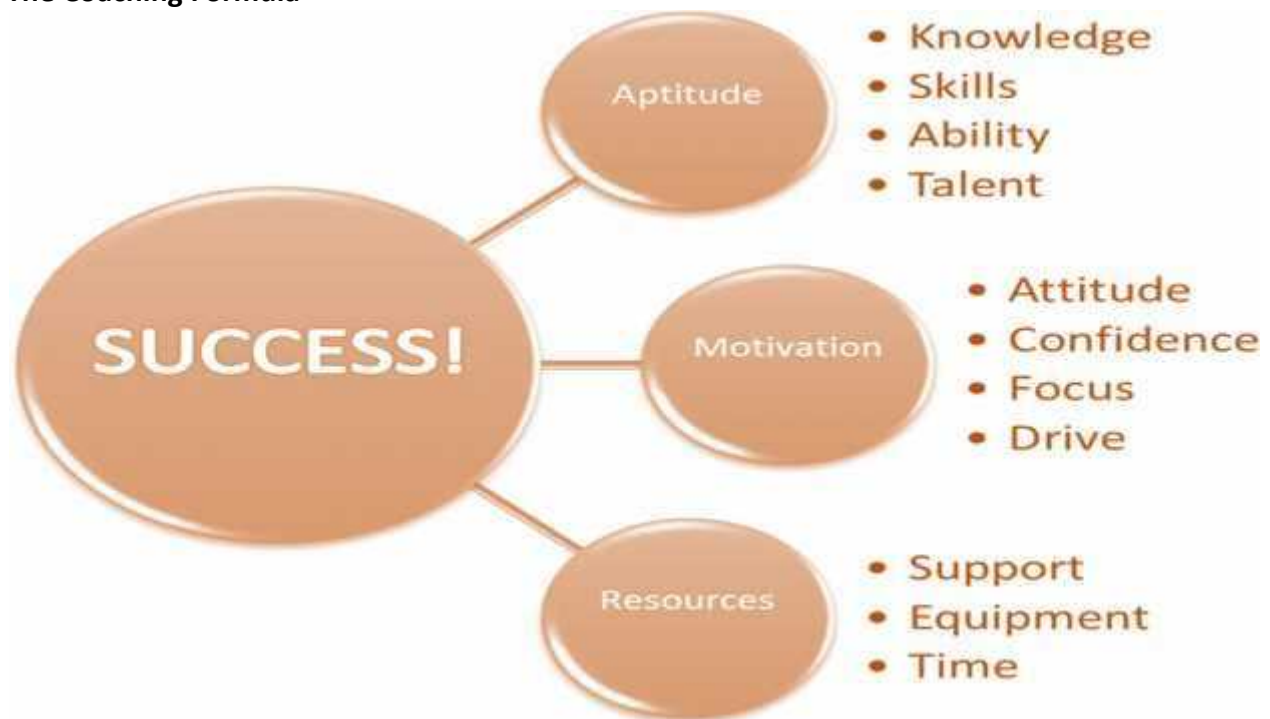 The Coaching Formula
Aptitude
• Knowledge
• Skills
• Ability
• Talent
SUCCESS!
Motivation
• Attitude
• Confidence
• Focus
• Drive
Resources
• Support
• Equipment
• Time